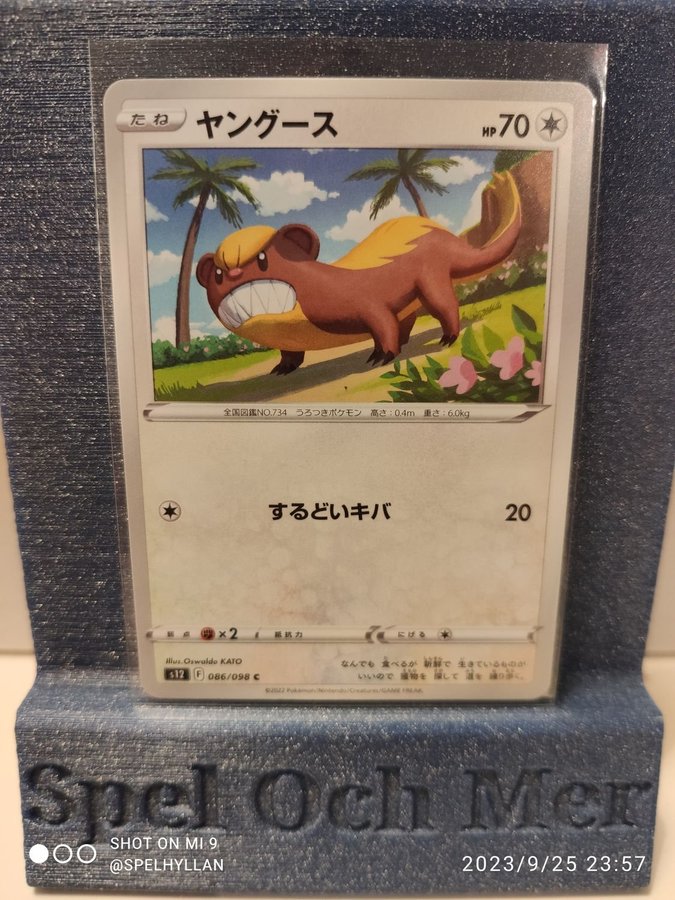 たね ヤングース HP70
全国図鑑NO.734 うろつきポケモン 高さ:0.4m 重さ:6.0kg
するどいキバ 20
弱点 ×2 抵抗力 にげる
Illus.Oswaldo KATO
s12 F 086/098 C
なんでも 食べるが 新鮮で 生きているものが
いいので 獲物を 探して 道を 練り歩く。
©2022 Pokémon/Nintendo/Creatures/GAME FREAK
Spel Och Mer
SHOT ON MI 9
@SPELHYLLAN
2023/9/25 23:57